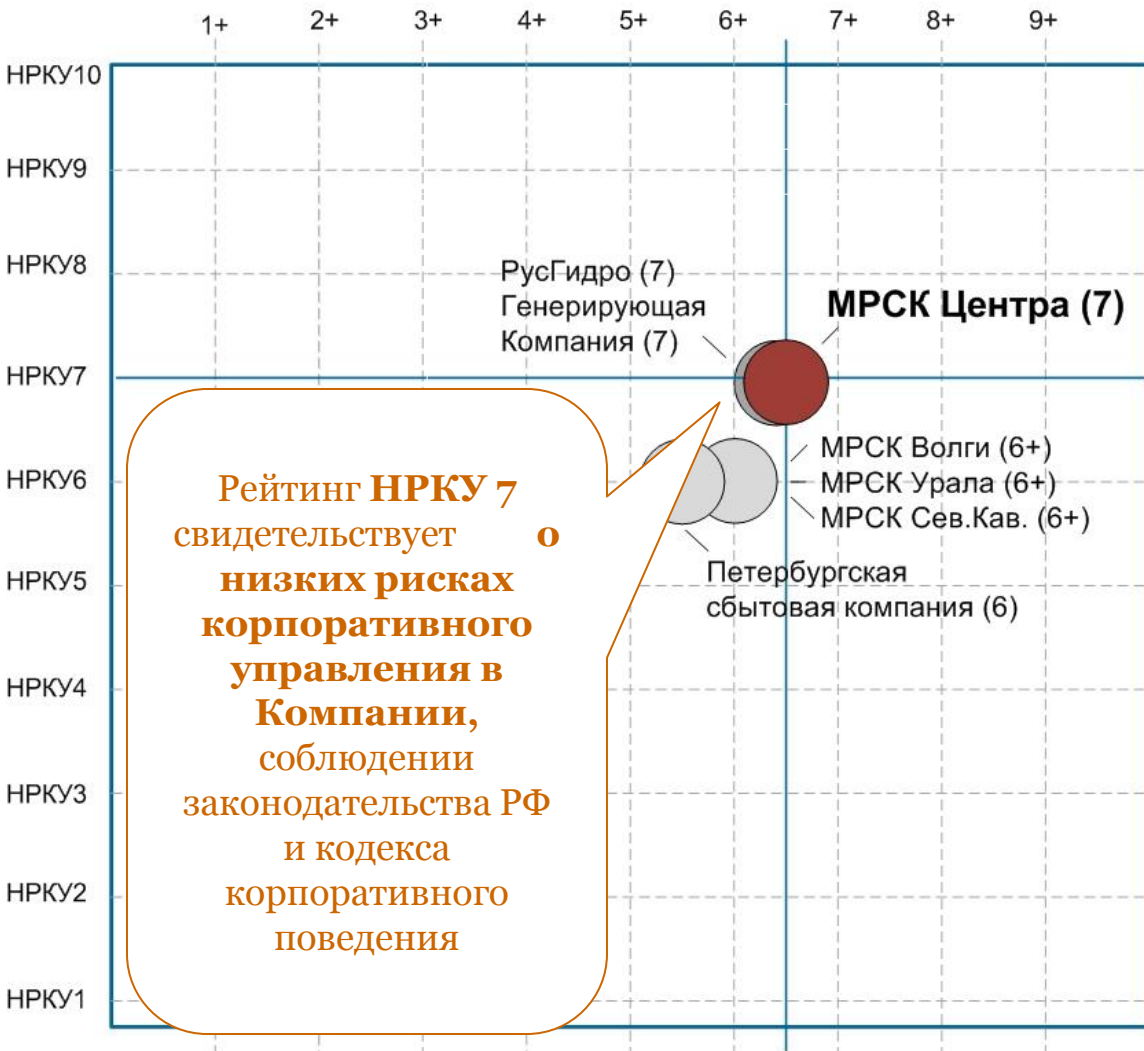 1+ 2+ 3+ 4+ 5+ 6+ 7+ 8+ 9+
НРКУ10
НРКУ9
НРКУ8
НРКУ7
НРКУ6
НРКУ5
НРКУ4
НРКУ3
НРКУ2
НРКУ1
РусГидро (7)
Генерирующая
Компания (7)
МРСК Центра (7)
МРСК Волги (6+)
МРСК Урала (6+)
МРСК Сев.Кав. (6+)
Петербургская
сбытовая компания (6)
Рейтинг НРКУ 7
свидетельствует о
низких рисках
корпоративного
управления в
Компании,
соблюдении
законодательства РФ
и кодекса
корпоративного
поведения